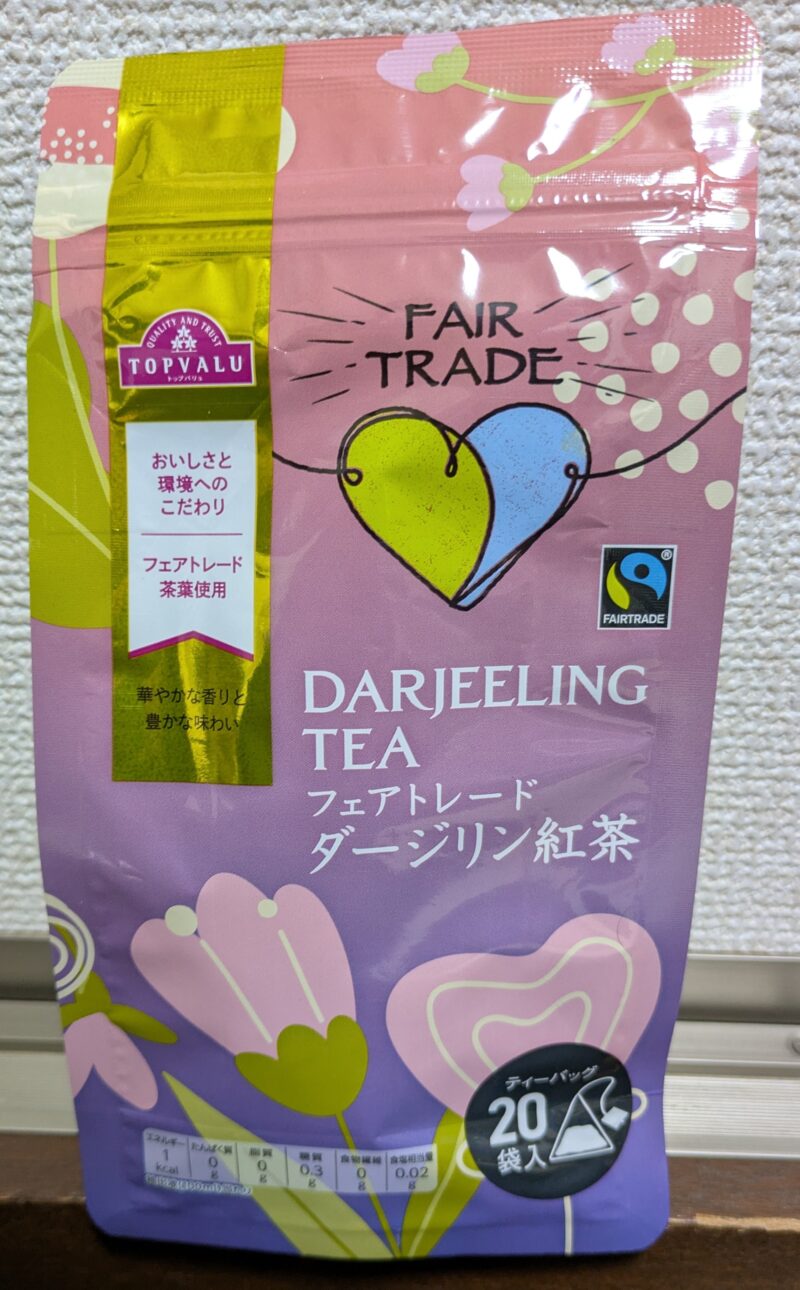 QUALITY AND TRUST
TOPVALU
トップバリュ
おいしさと
環境への
こだわり
フェアトレード
茶葉使用
華やかな香りと
豊かな味わい
FAIR
TRADE
®
FAIRTRADE
DARJEELING
TEA
フェアトレード
ダージリン紅茶
ティーバッグ
20
袋入
エネルギー たんぱく質 脂質 糖質 食物繊維 食塩相当量
1 0 0 0.3 0 0.02
kcal g g g g g